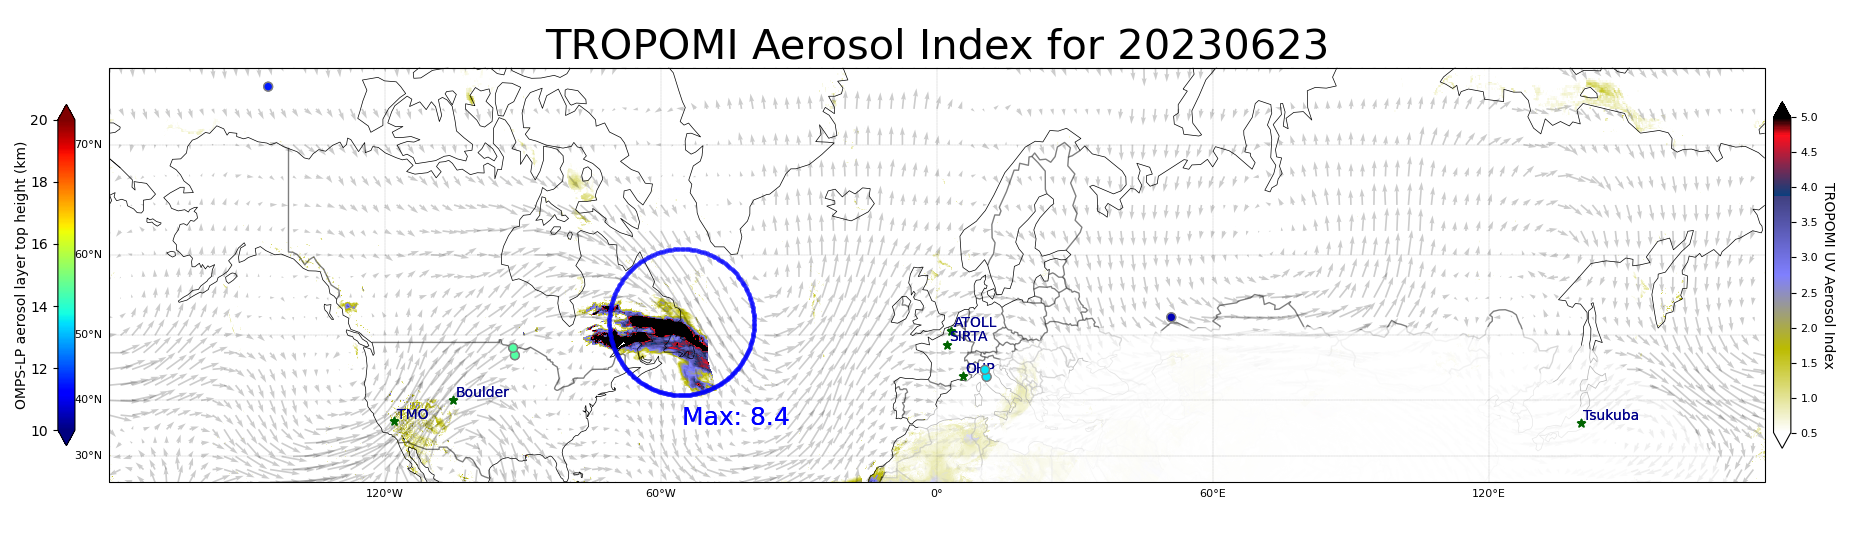 TROPOMI Aerosol Index for 20230623
OMPS-LP aerosol layer top height (km)
20
18
16
14
12
10
70°N
60°N
50°N
40°N
30°N
120°W
60°W
0°
60°E
120°E
ATOLL
SIRTA
OHP
Boulder
TMO
Tsukuba
Max: 8.4
5.0
4.5
4.0
3.5
3.0
2.5
2.0
1.5
1.0
0.5
TROPOMI UV Aerosol Index